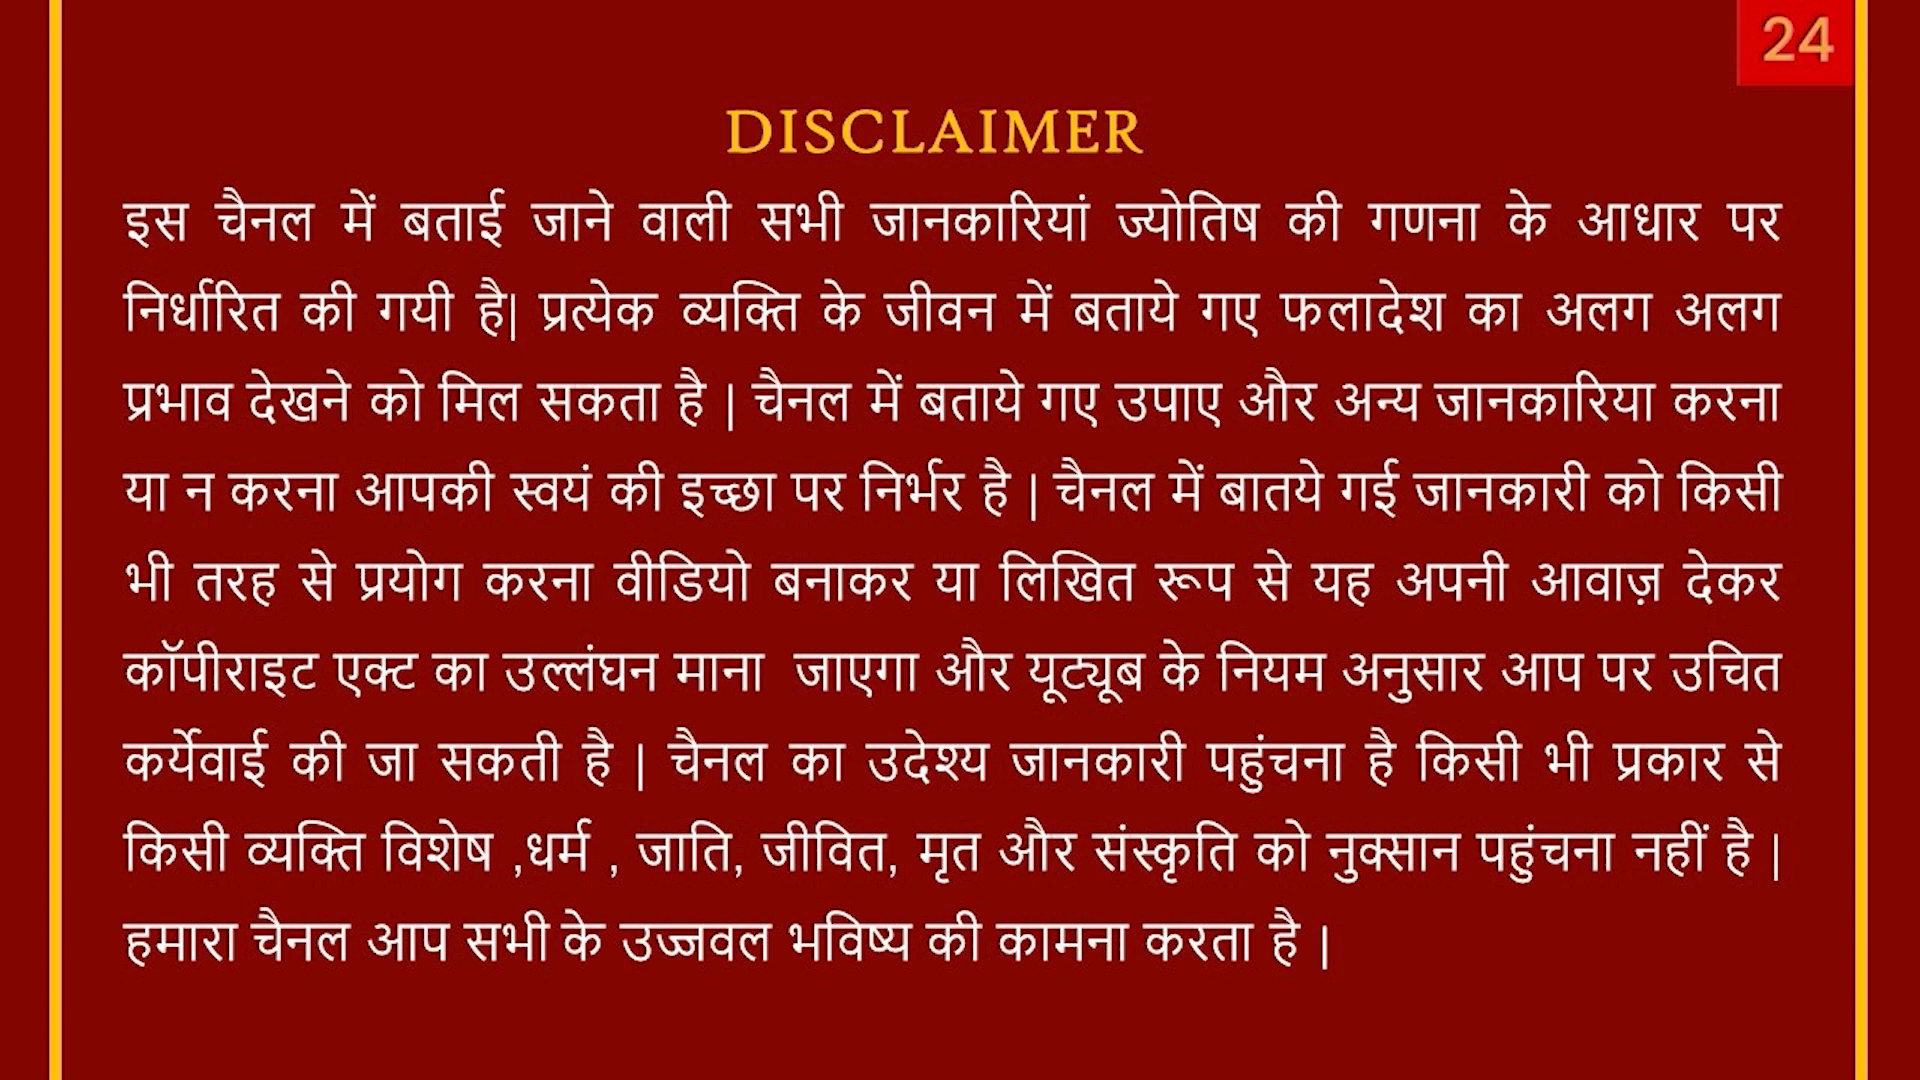 24
DISCLAIMER
इस चैनल में बताई जाने वाली सभी जानकारियां ज्योतिष की गणना के आधार पर
निर्धारित की गयी है| प्रत्येक व्यक्ति के जीवन में बताये गए फलादेश का अलग अलग
प्रभाव देखने को मिल सकता है | चैनल में बताये गए उपाए और अन्य जानकारिया करना
या न करना आपकी स्वयं की इच्छा पर निर्भर है | चैनल में बातये गई जानकारी को किसी
भी तरह से प्रयोग करना वीडियो बनाकर या लिखित रूप से यह अपनी आवाज़ देकर
कॉपीराइट एक्ट का उल्लंघन माना जाएगा और यूट्यूब के नियम अनुसार आप पर उचित
कर्येवाई की जा सकती है | चैनल का उदेश्य जानकारी पहुंचना है किसी भी प्रकार से
किसी व्यक्ति विशेष ,धर्म , जाति, जीवित, मृत और संस्कृति को नुक्सान पहुंचना नहीं है |
हमारा चैनल आप सभी के उज्जवल भविष्य की कामना करता है |